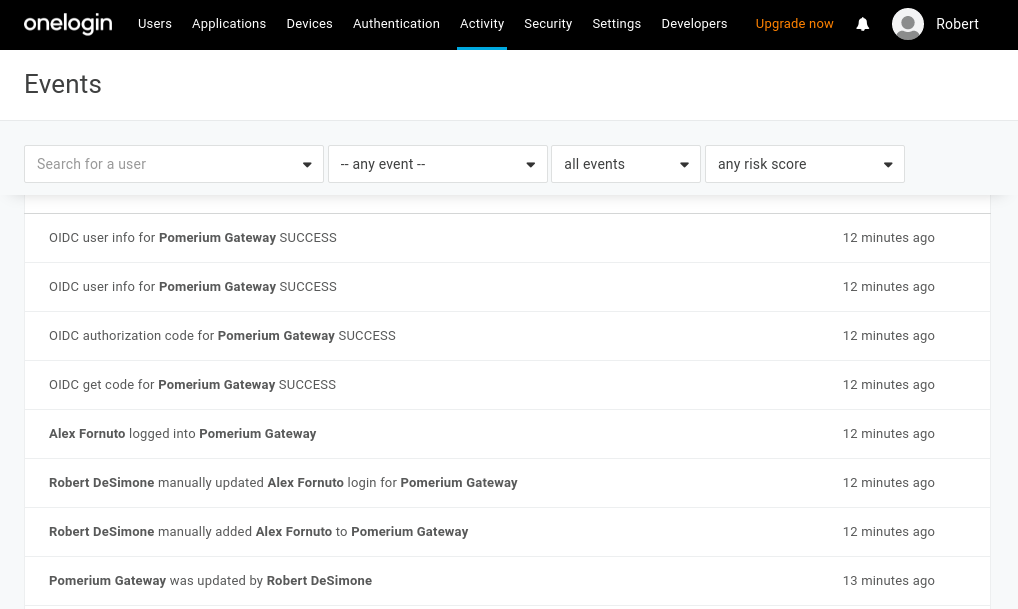 onelogin Users Applications Devices Authentication Activity Security Settings Developers Upgrade now Robert
Events
Search for a user -- any event -- all events any risk score
OIDC user info for Pomerium Gateway SUCCESS 12 minutes ago
OIDC user info for Pomerium Gateway SUCCESS 12 minutes ago
OIDC authorization code for Pomerium Gateway SUCCESS 12 minutes ago
OIDC get code for Pomerium Gateway SUCCESS 12 minutes ago
Alex Fornuto logged into Pomerium Gateway 12 minutes ago
Robert DeSimone manually updated Alex Fornuto login for Pomerium Gateway 12 minutes ago
Robert DeSimone manually added Alex Fornuto to Pomerium Gateway 12 minutes ago
Pomerium Gateway was updated by Robert DeSimone 13 minutes ago